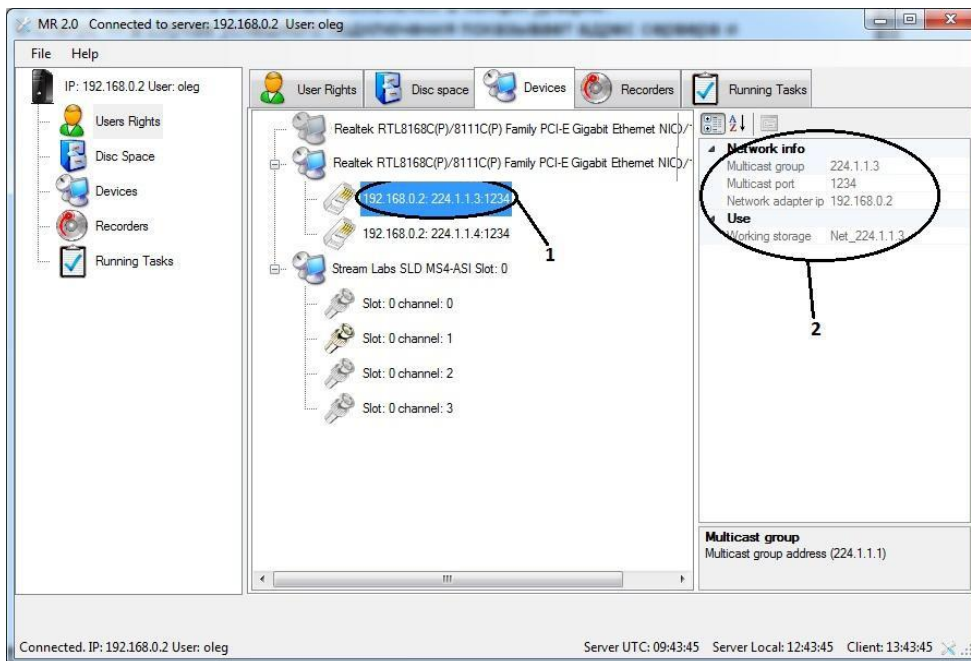 MR 2.0 Connected to server: 192.168.0.2 User: oleg
File Help
IP: 192.168.0.2 User: oleg
Users Rights
Disc Space
Devices
Recorders
Running Tasks
User Rights Disc space Devices Recorders Running Tasks
Realtek RTL8168C(P)/8111C(P) Family PCI-E Gigabit Ethernet NIC/
Realtek RTL8168C(P)/8111C(P) Family PCI-E Gigabit Ethernet NIC/
192.168.0.2: 224.1.1.3:1234
192.168.0.2: 224.1.1.4:1234
1
Stream Labs SLD MS4-ASI Slot: 0
Slot: 0 channel: 0
Slot: 0 channel: 1
Slot: 0 channel: 2
Slot: 0 channel: 3
Network info
Multicast group 224.1.1.3
Multicast port 1234
Network adapter ip 192.168.0.2
Use
Working storage Net_224.1.1.3
2
Multicast group
Multicast group address (224.1.1.1)
Connected. IP: 192.168.0.2 User: oleg
Server UTC: 09:43:45 Server Local: 12:43:45 Client: 13:43:45